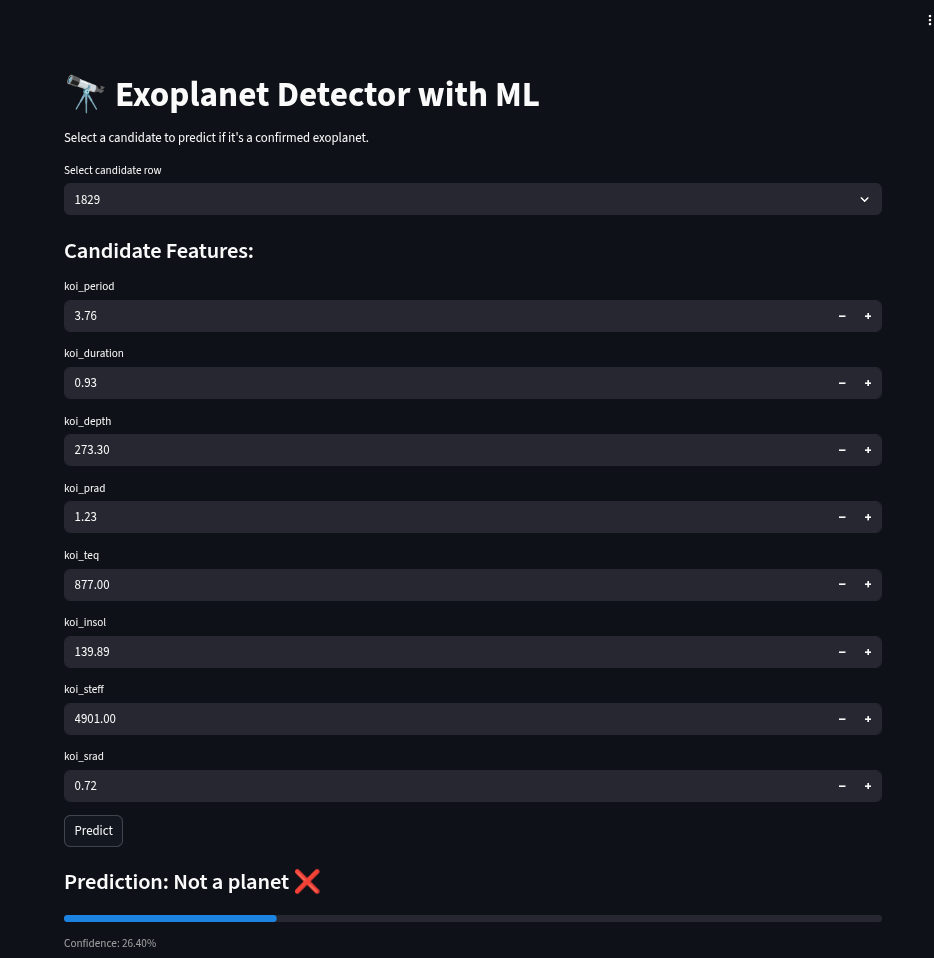 Exoplanet Detector with ML
Select a candidate to predict if it's a confirmed exoplanet.
Select candidate row
1829
Candidate Features:
koi_period
3.76
koi_duration
0.93
koi_depth
273.30
koi_prad
1.23
koi_teq
877.00
koi_insol
139.89
koi_steff
4901.00
koi_srad
0.72
Predict
Prediction: Not a planet ❌
Confidence: 26.40%